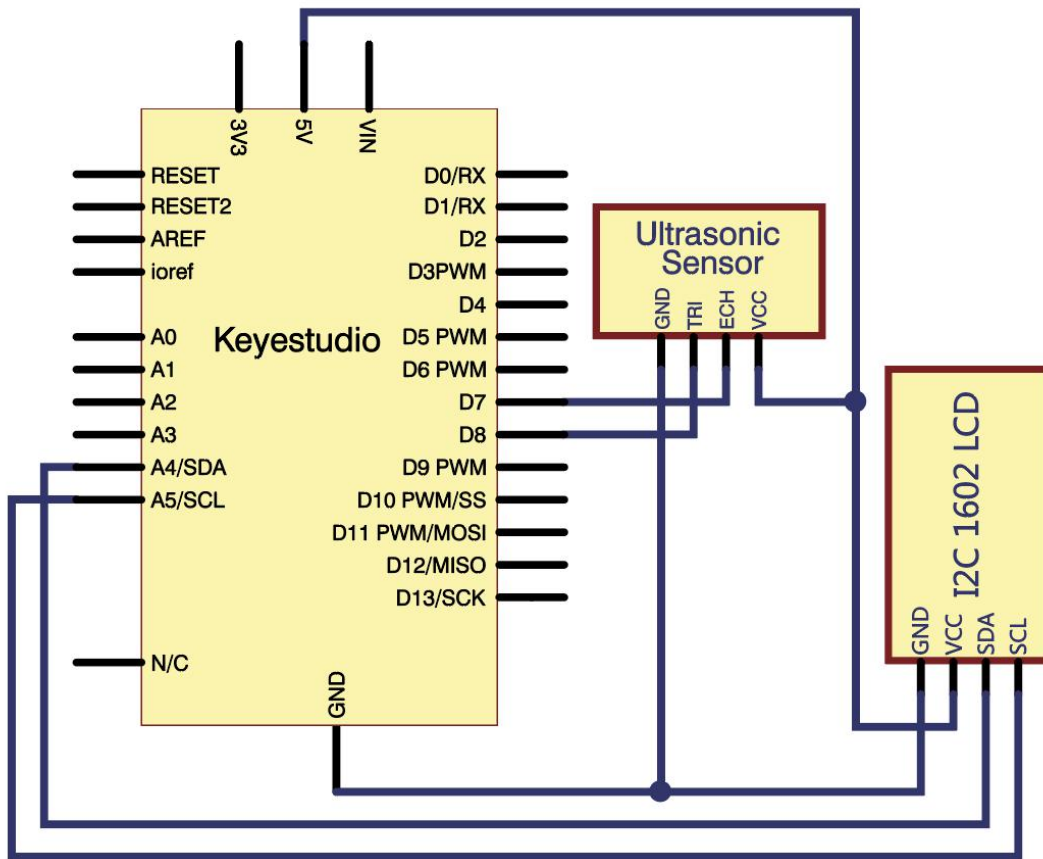 3V3
5V
VIN
RESET
RESET2
AREF
ioref
A0
A1
A2
A3
A4/SDA
A5/SCL
N/C
Keyestudio
D0/RX
D1/RX
D2
D3PWM
D4
D5 PWM
D6 PWM
D7
D8
D9 PWM
D10 PWM/SS
D11 PWM/MOSI
D12/MISO
D13/SCK
GND
Ultrasonic
Sensor
GND
TRI
ECH
VCC
I2C 1602 LCD
GND
VCC
SDA
SCL